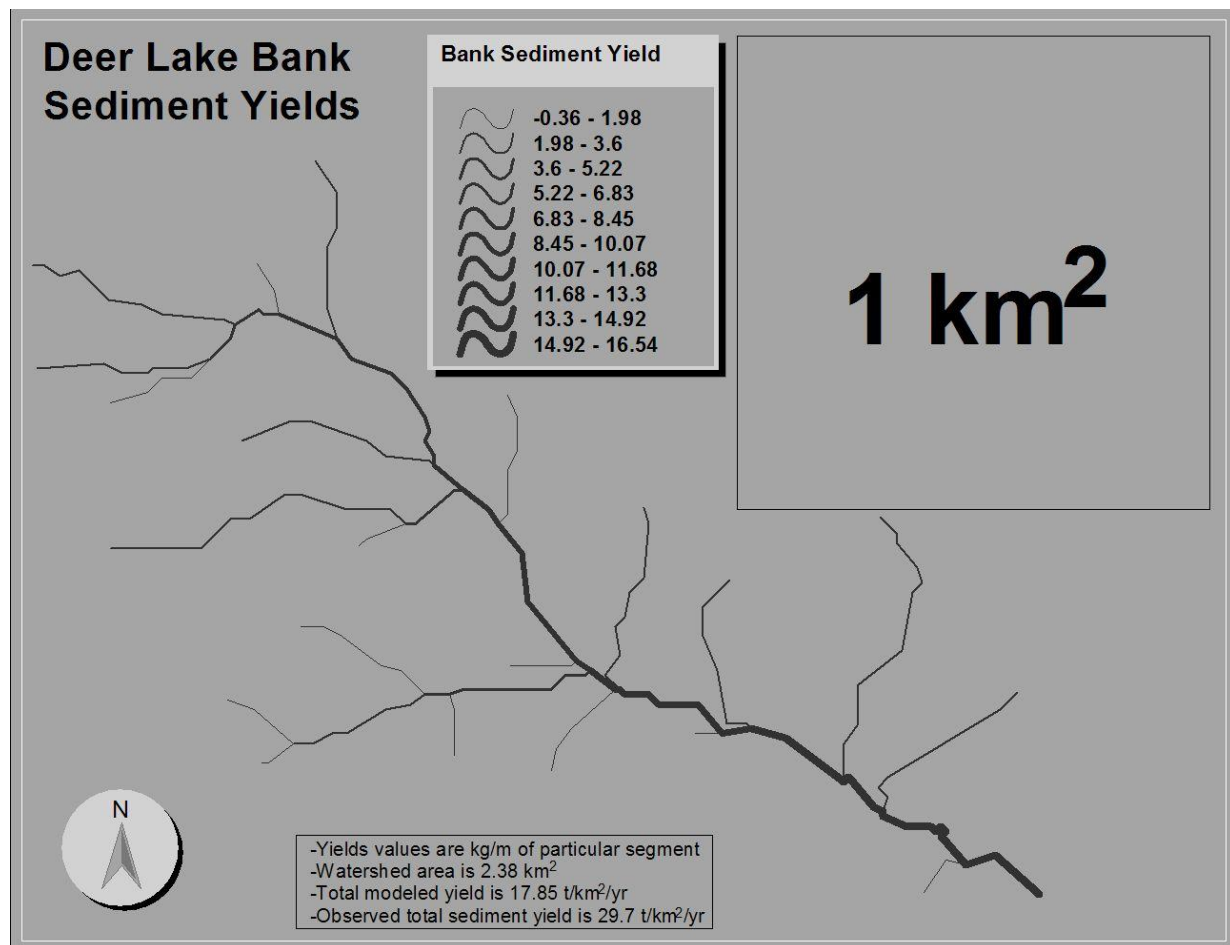 Deer Lake Bank
Sediment Yields
Bank Sediment Yield
-0.36 - 1.98
1.98 - 3.6
3.6 - 5.22
5.22 - 6.83
6.83 - 8.45
8.45 - 10.07
10.07 - 11.68
11.68 - 13.3
13.3 - 14.92
14.92 - 16.54
1 km²
N
-Yields values are kg/m of particular segment
-Watershed area is 2.38 km²
-Total modeled yield is 17.85 t/km²/yr
-Observed total sediment yield is 29.7 t/km²/yr